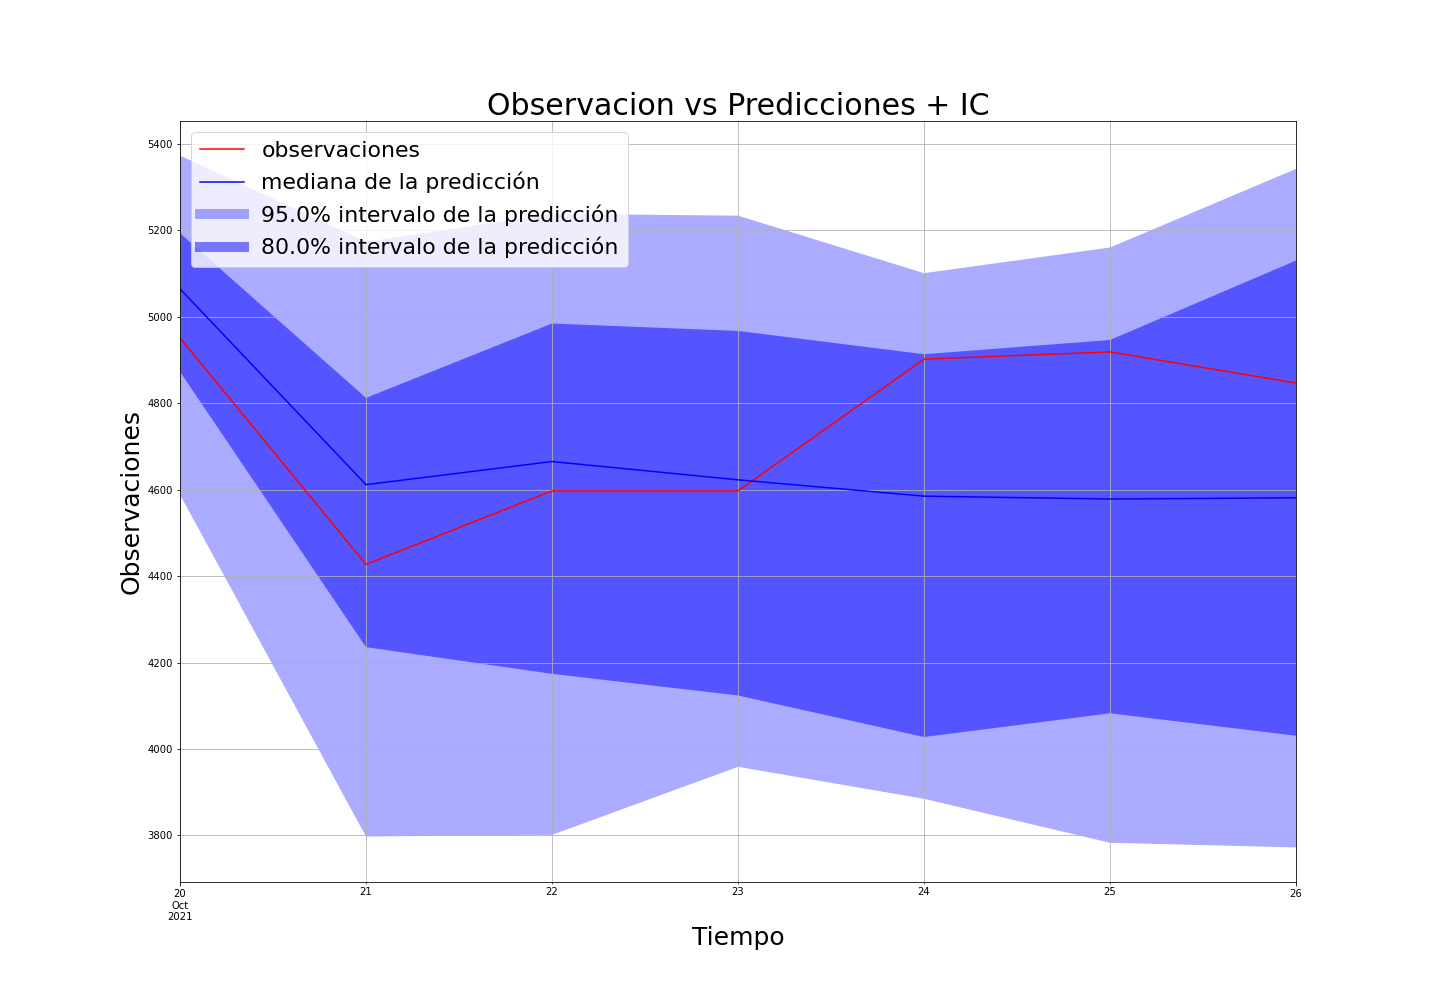 Observacion vs Predicciones + IC
observaciones
mediana de la predicción
95.0% intervalo de la predicción
80.0% intervalo de la predicción
Observaciones
5400
5200
5000
4800
4600
4400
4200
4000
3800
20 21 22 23 24 25 26
Oct
2021
Tiempo